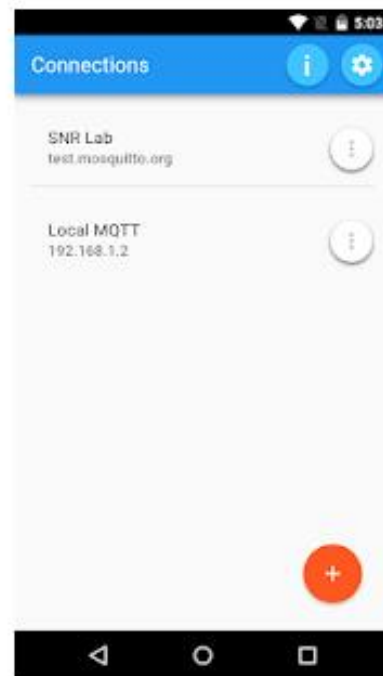 5:03
Connections
i
SNR Lab
test.mosquitto.org
Local MQTT
192.168.1.2
+